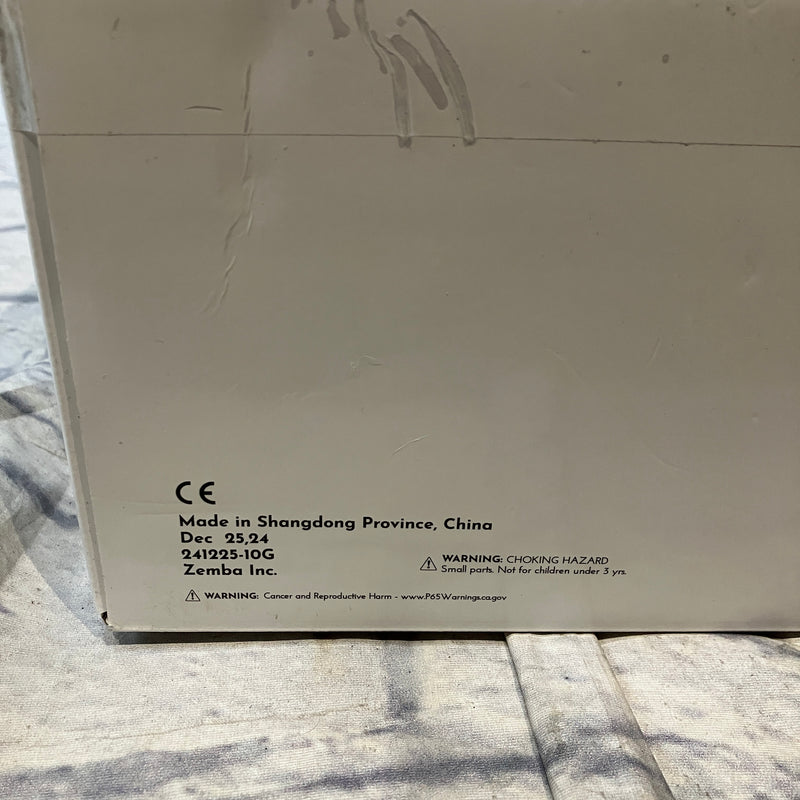 CE
Made in Shangdong Province, China
Dec 25,24
241225-10G
Zemba Inc.
WARNING: CHOKING HAZARD
Small parts. Not for children under 3 yrs.
WARNING: Cancer and Reproductive Harm - www.P65Warnings.ca.gov